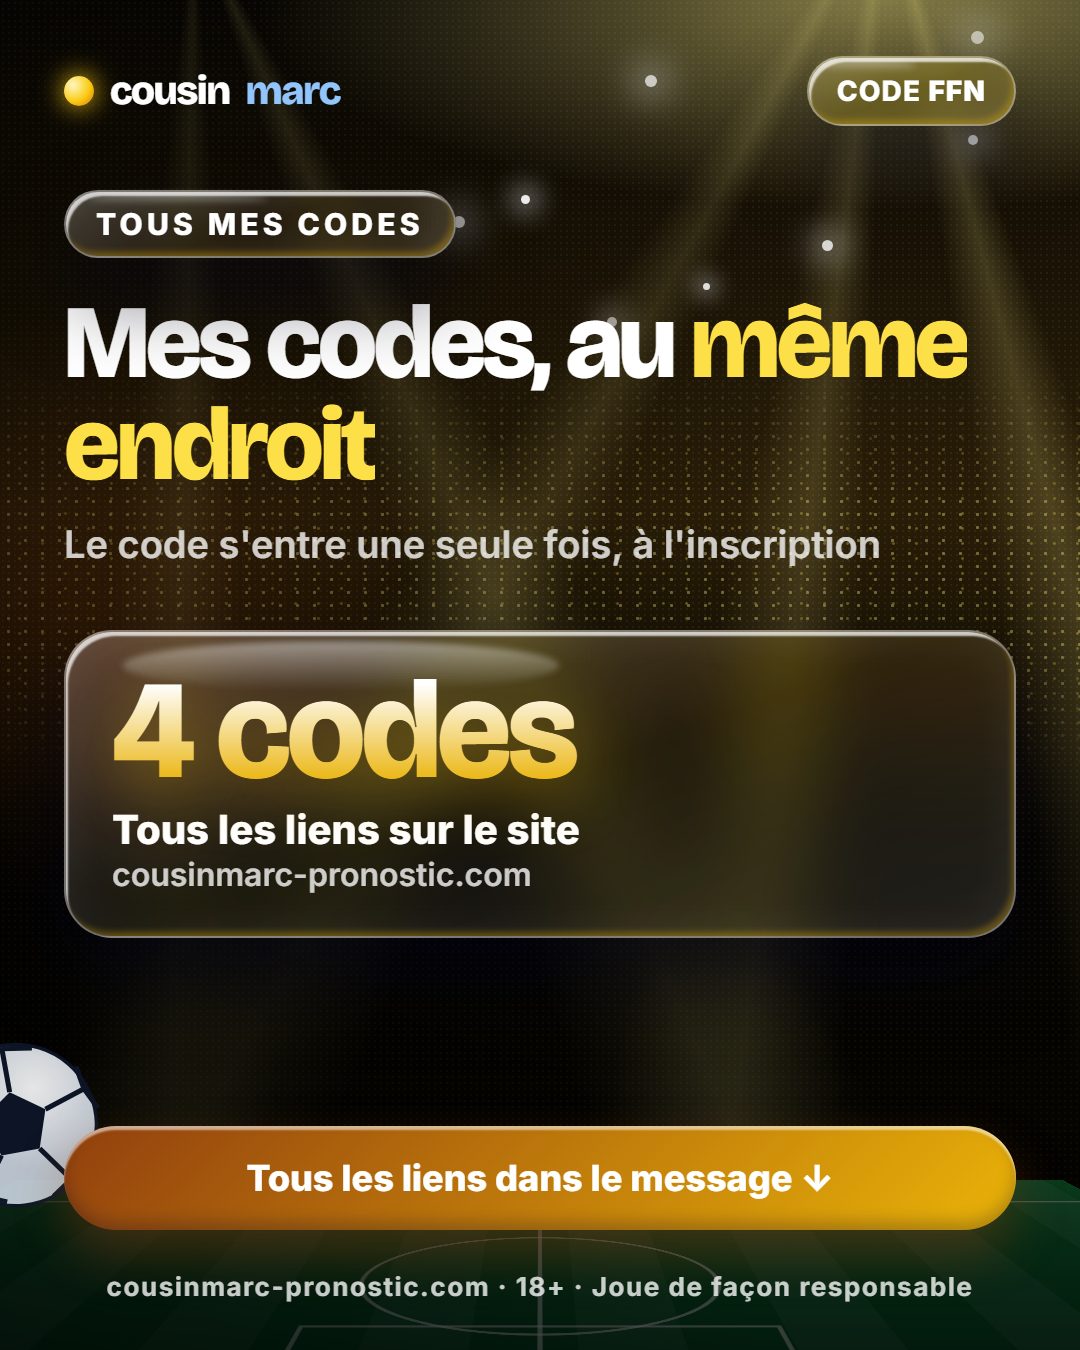 cousin marc
CODE FFN
TOUS MES CODES
Mes codes, au même
endroit
Le code s'entre une seule fois, à l'inscription
4 codes
Tous les liens sur le site
cousinmarc-pronostic.com
Tous les liens dans le message ↓
cousinmarc-pronostic.com · 18+ · Joue de façon responsable